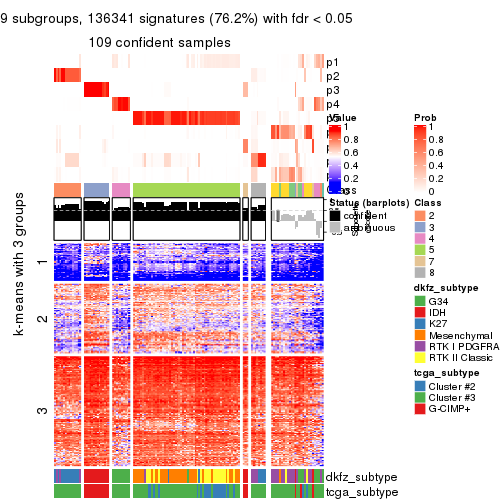 9 subgroups, 136341 signatures (76.2%) with fdr < 0.05
109 confident samples
p1
p2
p3
p4
Value
1
0.8
0.6
0.4
0.2
0
Prob
1
0.8
0.6
0.4
0.2
0
Status (barplots)
confident
ambiguous
Class
2
3
4
5
7
8
dkfz_subtype
G34
IDH
K27
Mesenchymal
RTK I PDGFRA
RTK II Classic
tcga_subtype
Cluster #2
Cluster #3
G-CIMP+
k-means with 3 groups
1
2
3
dkfz_subtype
tcga_subtype